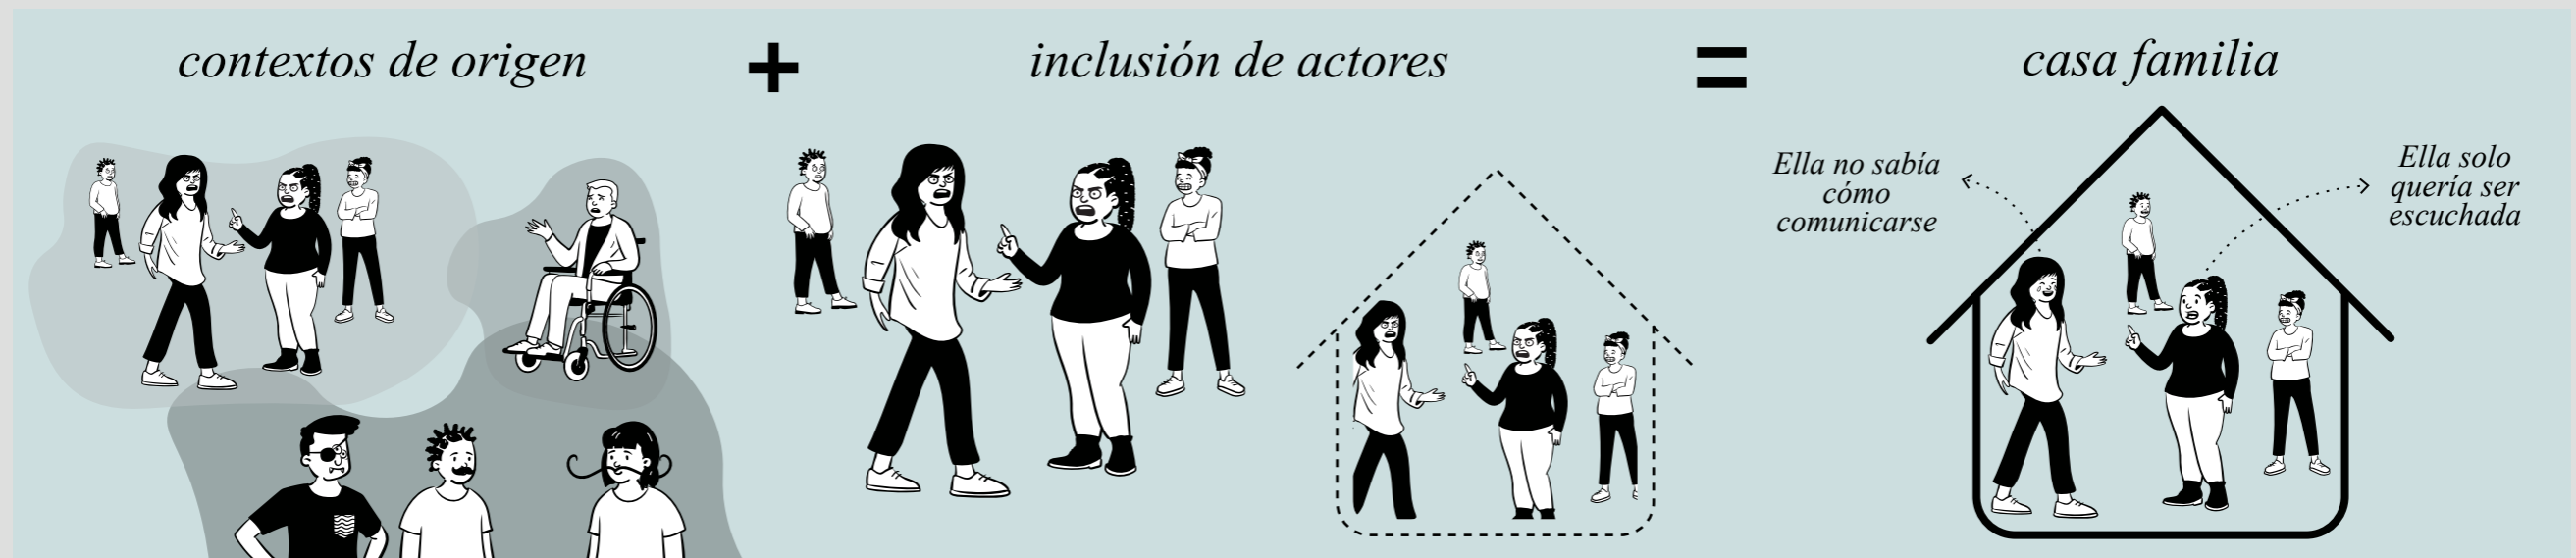 contextos de origen
+
inclusión de actores
=
casa familia
Ella no sabía
cómo
comunicarse
Ella solo
quería ser
escuchada